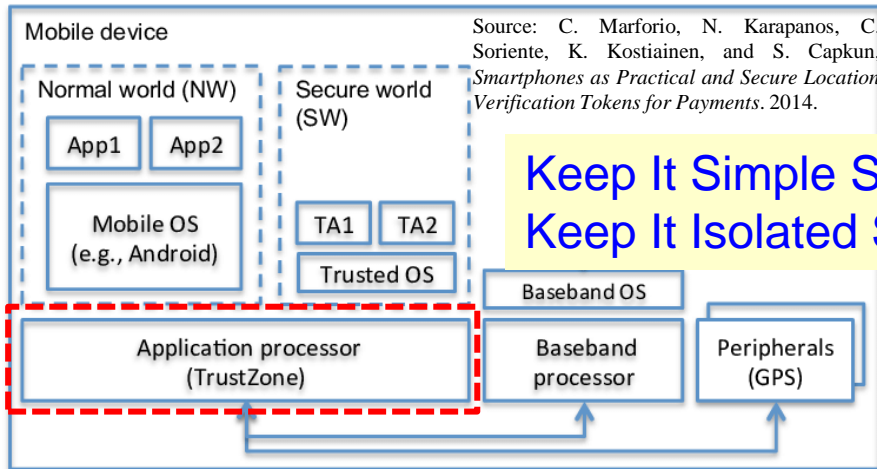 Mobile device
Source: C. Marforio, N. Karapanos, C.
Soriente, K. Kostiainen, and S. Capkun,
Smartphones as Practical and Secure Location
Verification Tokens for Payments. 2014.
Normal world (NW)
App1
App2
Mobile OS
(e.g., Android)
Secure world
(SW)
TA1
TA2
Trusted OS
Keep It Simple S
Keep It Isolated S
Baseband OS
Application processor
(TrustZone)
Baseband
processor
Peripherals
(GPS)